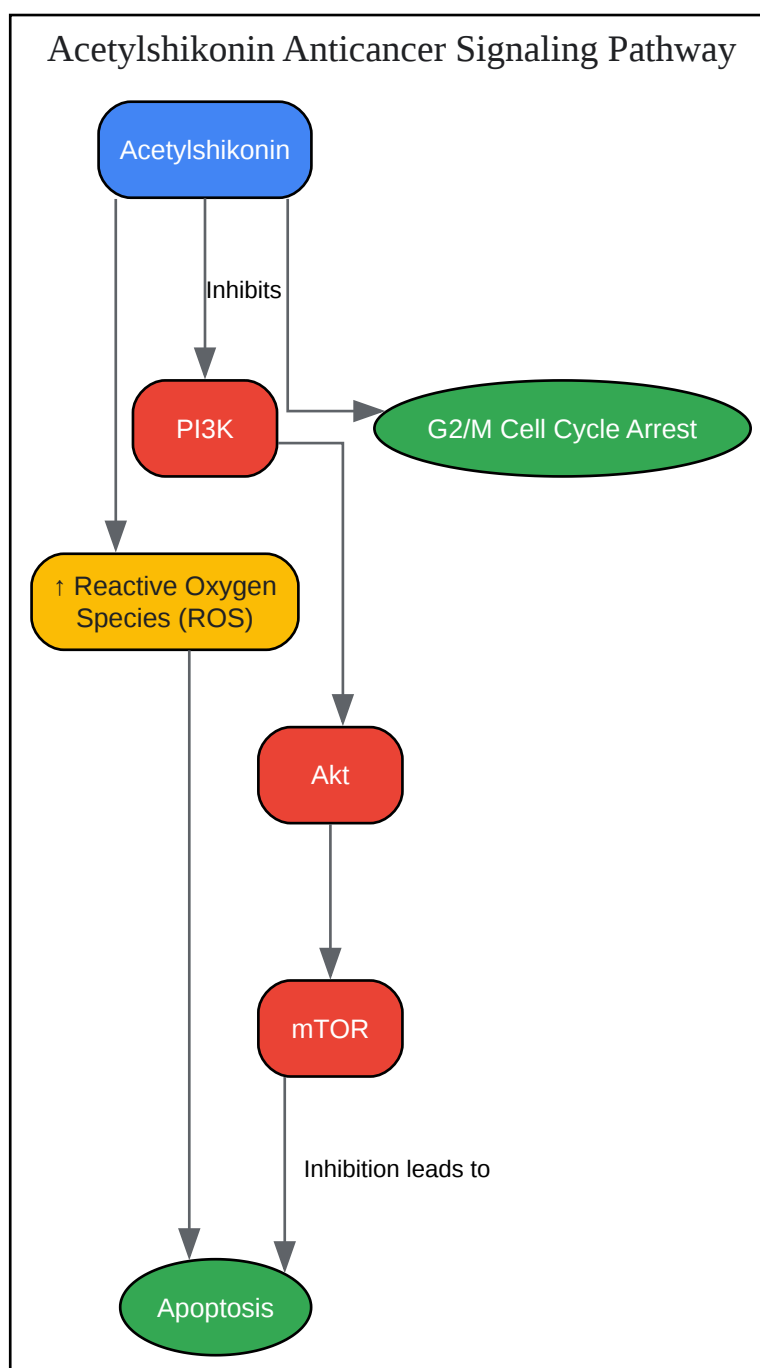 Acetylshikonin Anticancer Signaling Pathway
Acetylshikonin
Inhibits
PI3K
G2/M Cell Cycle Arrest
↑ Reactive Oxygen
Species (ROS)
Akt
mTOR
Inhibition leads to
Apoptosis